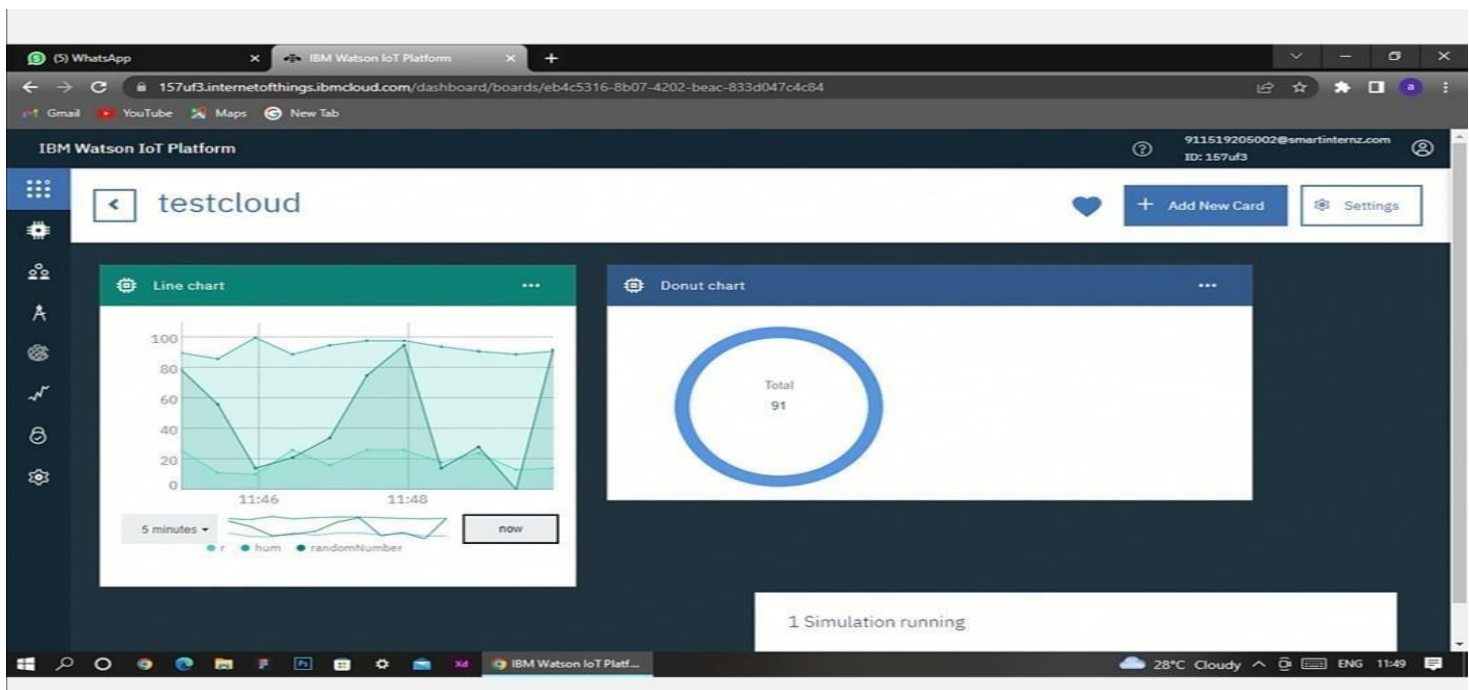 (5) WhatsApp
IBM Watson IoT Platform
157uf3.internetofthings.ibmcloud.com/dashboard/boards/eb4c5316-8b07-4202-beac-833d047c4c84
Gmail
YouTube
Maps
New Tab
IBM Watson IoT Platform
911519205002@smartinternz.com
ID: 157uf3
testcloud
Add New Card
Settings
Line chart
Donut chart
100
80
60
40
20
0
11:46
11:48
Total
91
5 minutes
now
r
hum
randomNumber
1 Simulation running
IBM Watson IoT Platf...
28°C Cloudy
ENG
11:49